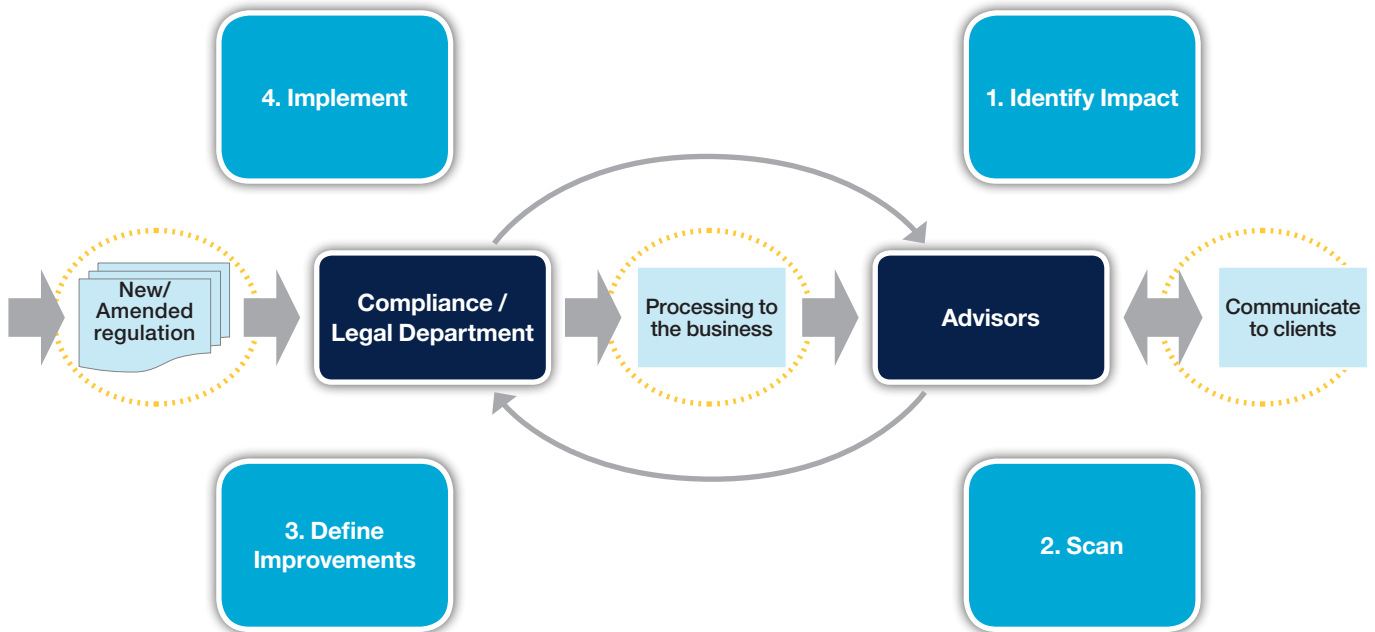 4. Implement
1. Identify Impact
New/
Amended
regulation
Compliance /
Legal Department
Processing to
the business
Advisors
Communicate
to clients
3. Define
Improvements
2. Scan